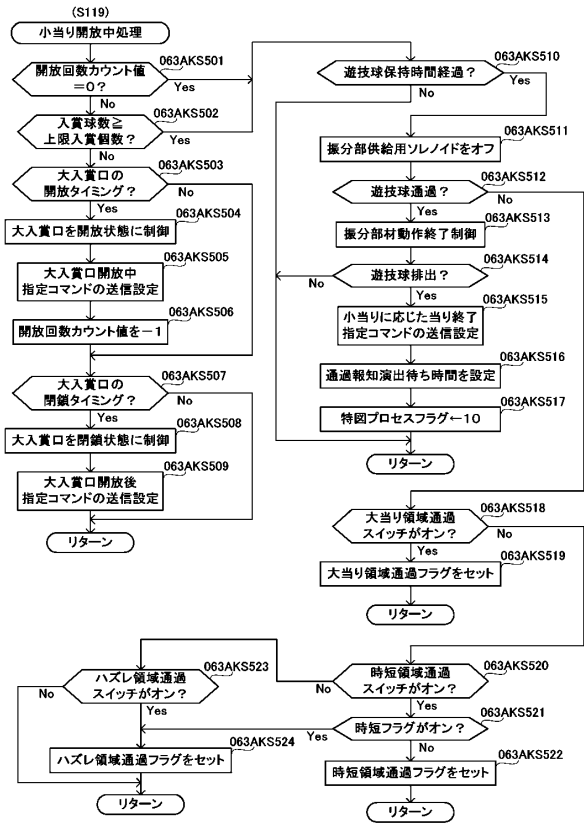 (S119)
小当り開放中処理
063AKS501
開放回数カウント値
=0?
Yes
No
063AKS502
入賞球数≧
上限入賞個数?
Yes
No
063AKS503
大入賞口の
開放タイミング?
No
Yes
063AKS504
大入賞口を開放状態に制御
063AKS505
大入賞口開放中
指定コマンドの送信設定
063AKS506
開放回数カウント値を−1
063AKS507
大入賞口の
閉鎖タイミング?
No
Yes
063AKS508
大入賞口を閉鎖状態に制御
063AKS509
大入賞口開放後
指定コマンドの送信設定
リターン
063AKS510
遊技球保持時間経過?
Yes
No
063AKS511
振分部供給用ソレノイドをオフ
063AKS512
遊技球通過?
No
Yes
063AKS513
振分部材動作終了制御
063AKS514
遊技球排出?
No
Yes
063AKS515
小当りに応じた当り終了
指定コマンドの送信設定
063AKS516
通過報知演出待ち時間を設定
063AKS517
特図プロセスフラグ←10
リターン
063AKS518
大当り領域通過
スイッチがオン?
No
Yes
063AKS519
大当り領域通過フラグをセット
リターン
063AKS520
時短領域通過
スイッチがオン?
No
Yes
063AKS521
時短フラグがオン?
Yes
No
063AKS522
時短領域通過フラグをセット
リターン
063AKS523
ハズレ領域通過
スイッチがオン?
No
Yes
063AKS524
ハズレ領域通過フラグをセット
リターン